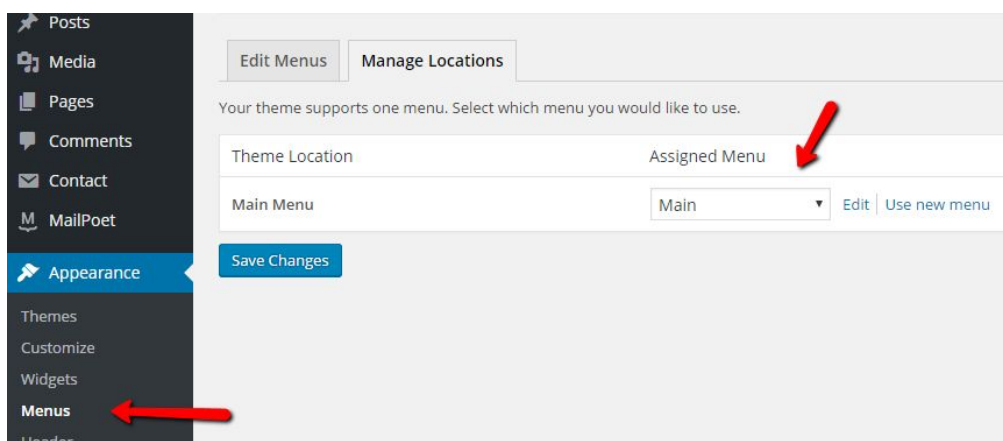 Posts
Media
Pages
Comments
Contact
M MailPoet
Appearance
Themes
Customize
Widgets
Menus
Header
Edit Menus Manage Locations
Your theme supports one menu. Select which menu you would like to use.
Theme Location Assigned Menu
Main Menu Main Edit Use new menu
Save Changes